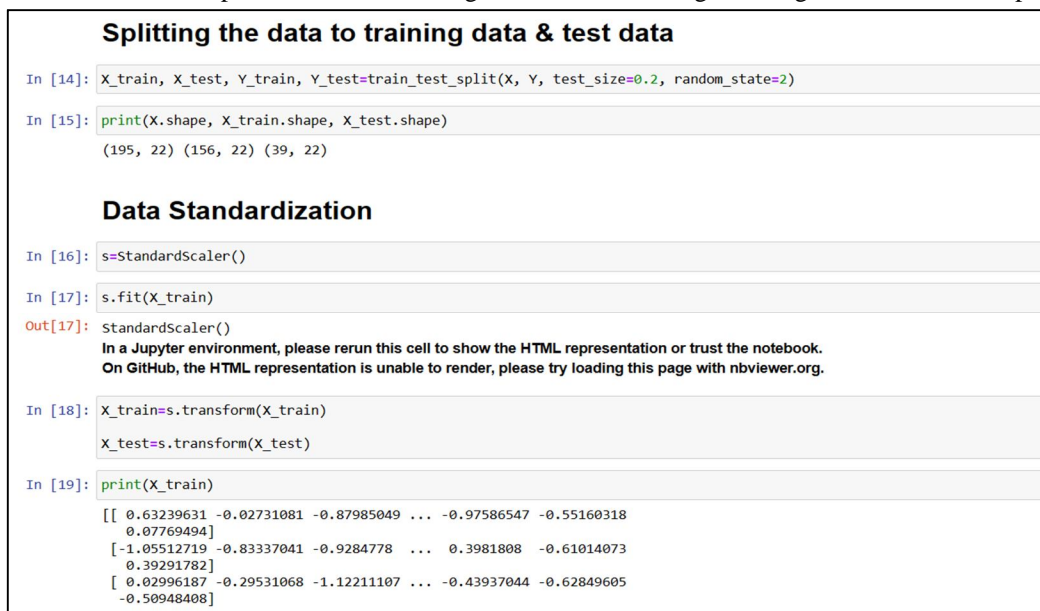 Splitting the data to training data & test data
In [14]: X_train, X_test, Y_train, Y_test=train_test_split(X, Y, test_size=0.2, random_state=2)
In [15]: print(X.shape, X_train.shape, X_test.shape)
(195, 22) (156, 22) (39, 22)
Data Standardization
In [16]: s=StandardScaler()
In [17]: s.fit(X_train)
Out[17]: StandardScaler()
In a Jupyter environment, please rerun this cell to show the HTML representation or trust the notebook.
On GitHub, the HTML representation is unable to render, please try loading this page with nbviewer.org.
In [18]: X_train=s.transform(X_train)
X_test=s.transform(X_test)
In [19]: print(X_train)
[[ 0.63239631 -0.02731081 -0.87985049 ... -0.97586547 -0.55160318
0.07769494]
[-1.05512719 -0.83337041 -0.9284778 ... 0.3981808 -0.61014073
0.39291782]
[ 0.02996187 -0.29531068 -1.12211107 ... -0.43937044 -0.62849605
-0.50948408]